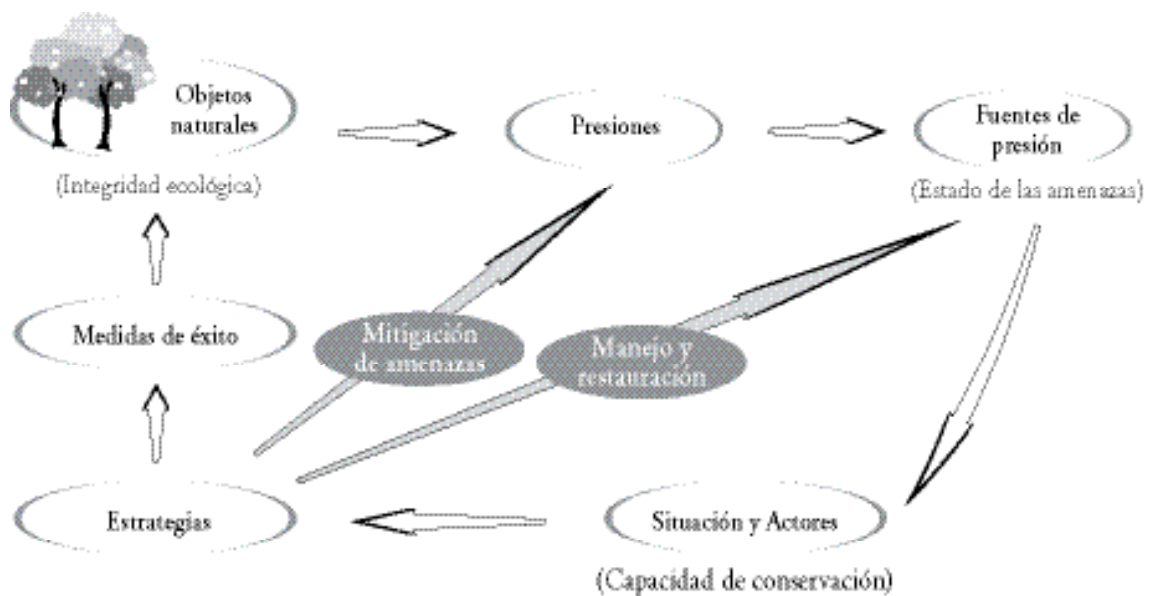 Objetos
naturales
(Integridad ecológica)
Presiones
Fuentes de
presión
(Estado de las amenazas)
Medidas de éxito
Mitigación
de amenazas
Manejo y
restauración
Estrategias
Situación y Actores
(Capacidad de conservación)